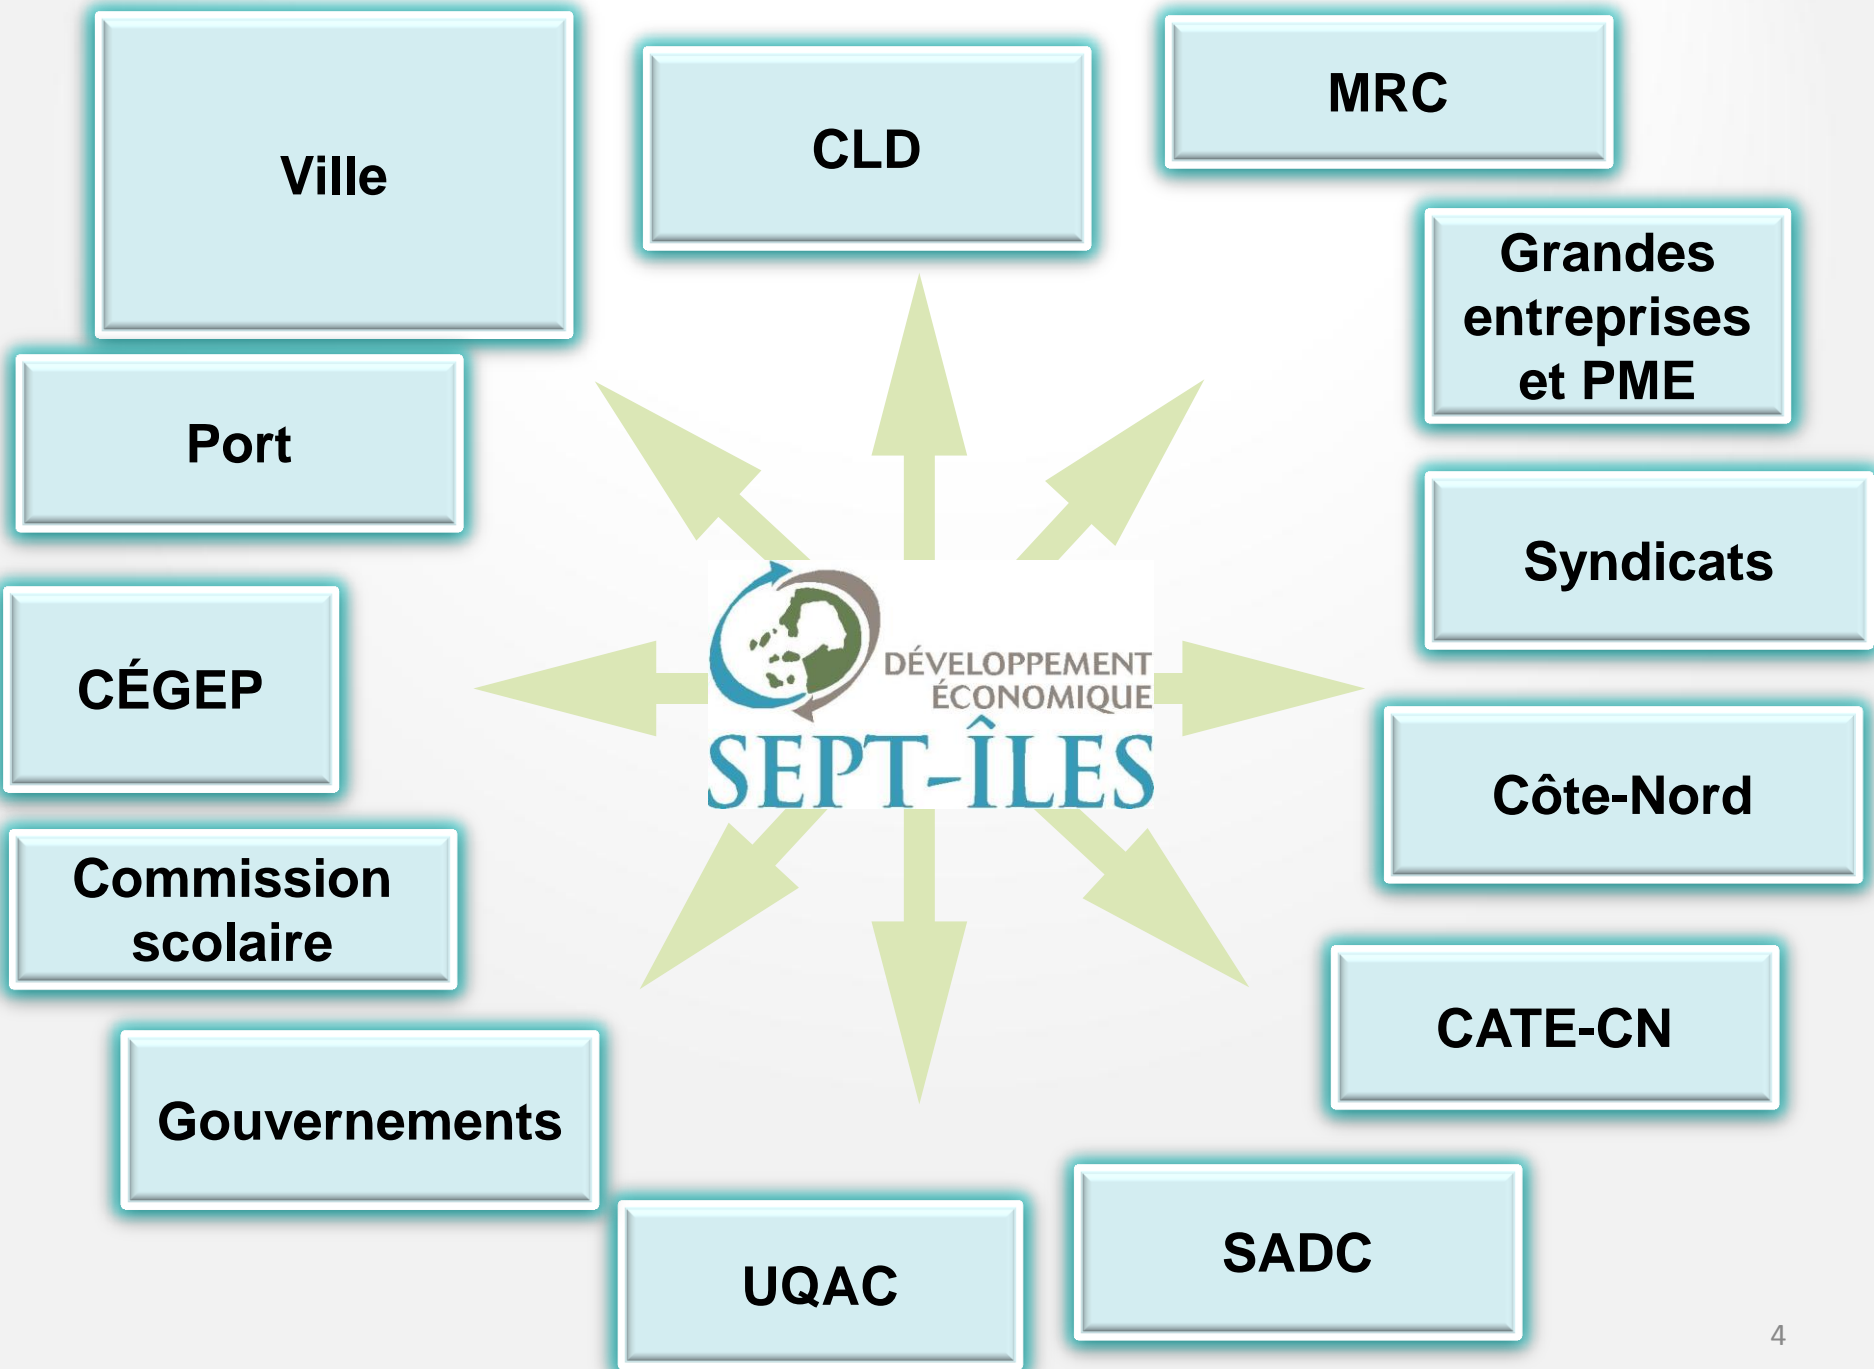 Ville
CLD
MRC
Grandes
entreprises
et PME
Port
Syndicats
DÉVELOPPEMENT
ÉCONOMIQUE
SEPT-ÎLES
CÉGEP
Côte-Nord
Commission
scolaire
CATE-CN
Gouvernements
SADC
UQAC
4